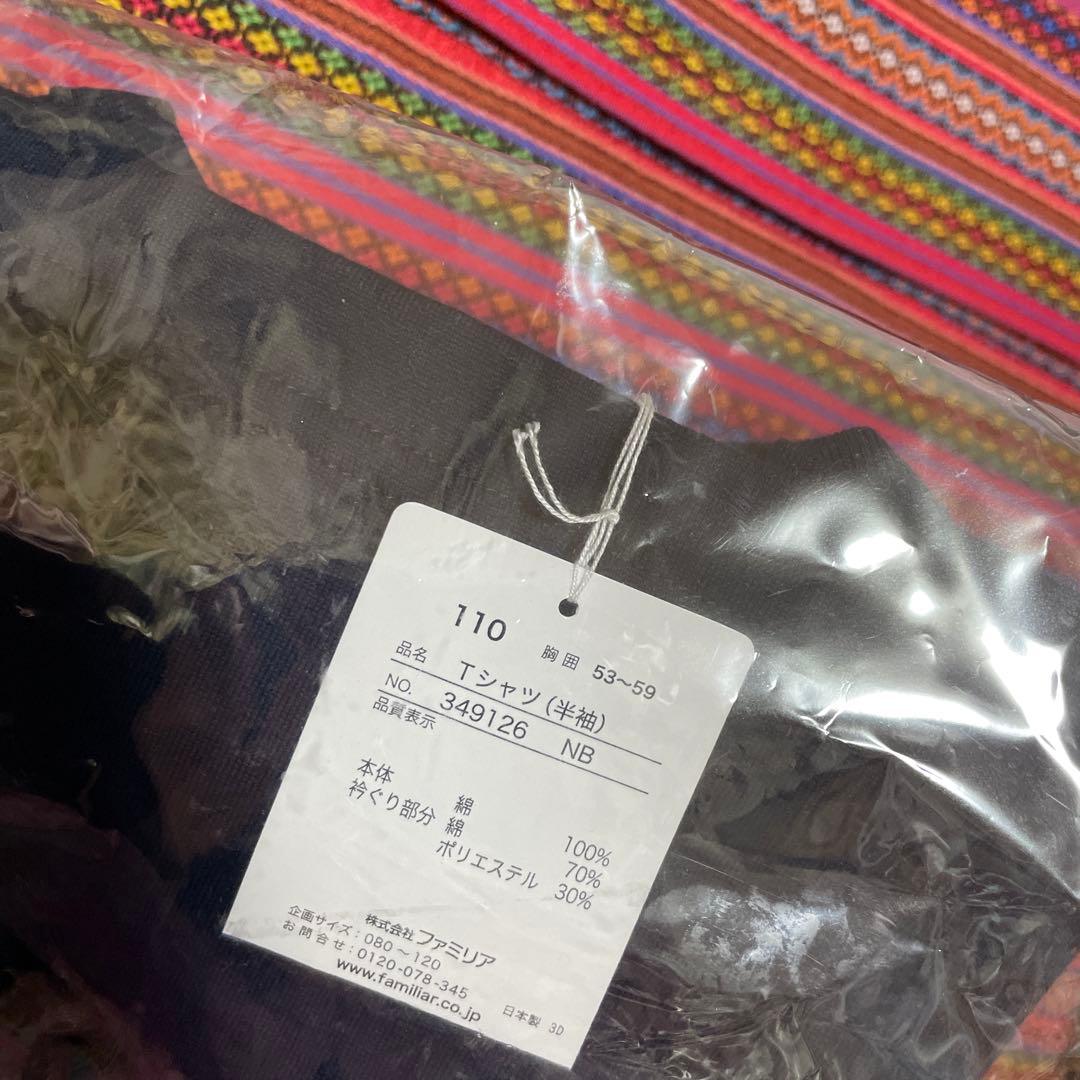 110 胸囲 53〜59
品名 Tシャツ(半袖)
NO. 349126 NB
品質表示
本体 綿 100%
衿ぐり部分 綿 70%
ポリエステル 30%
株式会社 ファミリア
企画サイズ:080〜120
お問合せ:0120-078-345
www.familiar.co.jp
日本製 3D